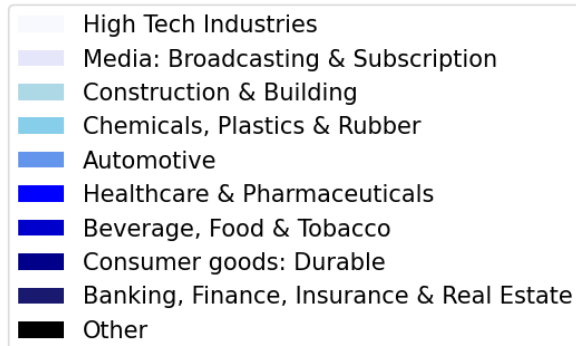 High Tech Industries
Media: Broadcasting & Subscription
Construction & Building
Chemicals, Plastics & Rubber
Automotive
Healthcare & Pharmaceuticals
Beverage, Food & Tobacco
Consumer goods: Durable
Banking, Finance, Insurance & Real Estate
Other